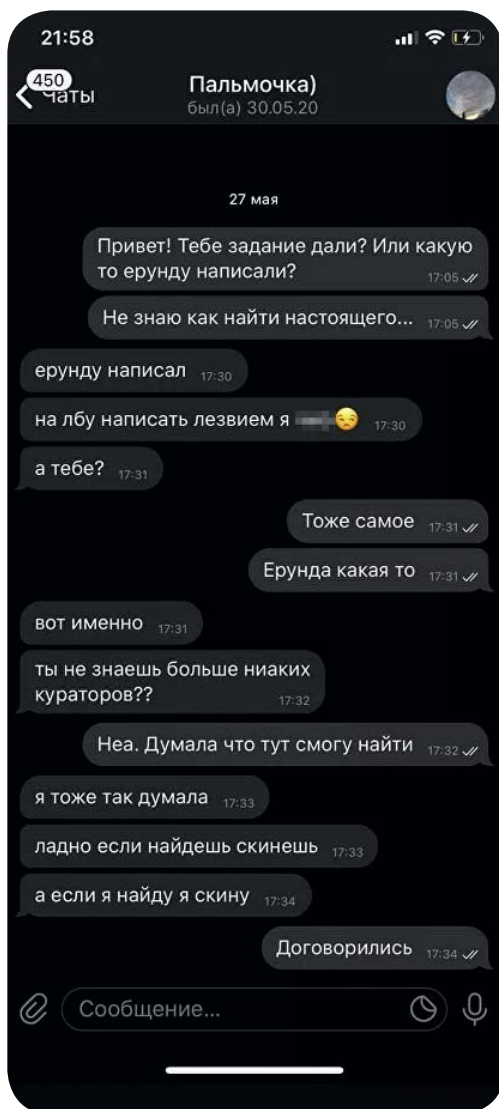 21:58
450
Чаты
Пальмочка)
был(а) 30.05.20
27 мая
Привет! Тебе задание дали? Или какую
то ерунду написали?
17:05
Не знаю как найти настоящего...
17:05
ерунду написал
17:30
на лбу написать лезвием я 😒
17:30
а тебе?
17:31
Тоже самое
17:31
Ерунда какая то
17:31
вот именно
17:31
ты не знаешь больше ниаких
кураторов??
17:32
Неа. Думала что тут смогу найти
17:32
я тоже так думала
17:33
ладно если найдешь скинешь
17:33
а если я найду я скину
17:34
Договорились
17:34
Сообщение...